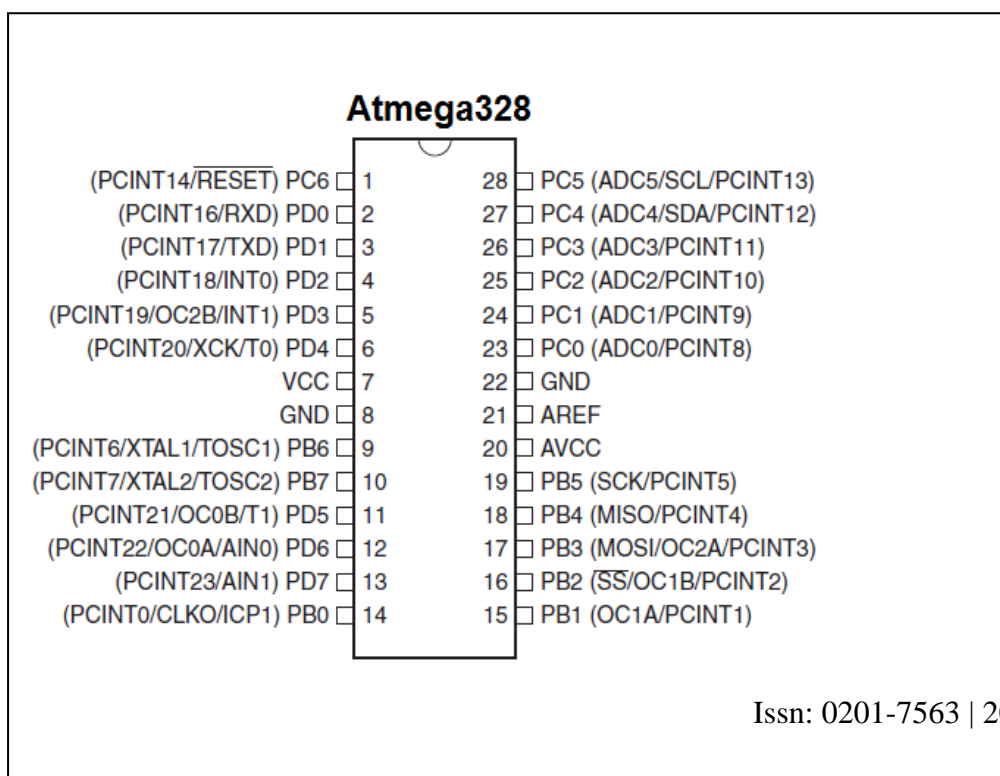 Atmega328
(PCINT14/RESET) PC6 1 28 PC5 (ADC5/SCL/PCINT13)
(PCINT16/RXD) PD0 2 27 PC4 (ADC4/SDA/PCINT12)
(PCINT17/TXD) PD1 3 26 PC3 (ADC3/PCINT11)
(PCINT18/INT0) PD2 4 25 PC2 (ADC2/PCINT10)
(PCINT19/OC2B/INT1) PD3 5 24 PC1 (ADC1/PCINT9)
(PCINT20/XCK/T0) PD4 6 23 PC0 (ADC0/PCINT8)
VCC 7 22 GND
GND 8 21 AREF
(PCINT6/XTAL1/TOSC1) PB6 9 20 AVCC
(PCINT7/XTAL2/TOSC2) PB7 10 19 PB5 (SCK/PCINT5)
(PCINT21/OC0B/T1) PD5 11 18 PB4 (MISO/PCINT4)
(PCINT22/OC0A/AIN0) PD6 12 17 PB3 (MOSI/OC2A/PCINT3)
(PCINT23/AIN1) PD7 13 16 PB2 (SS/OC1B/PCINT2)
(PCINT0/CLKO/ICP1) PB0 14 15 PB1 (OC1A/PCINT1)
Issn: 0201-7563 |